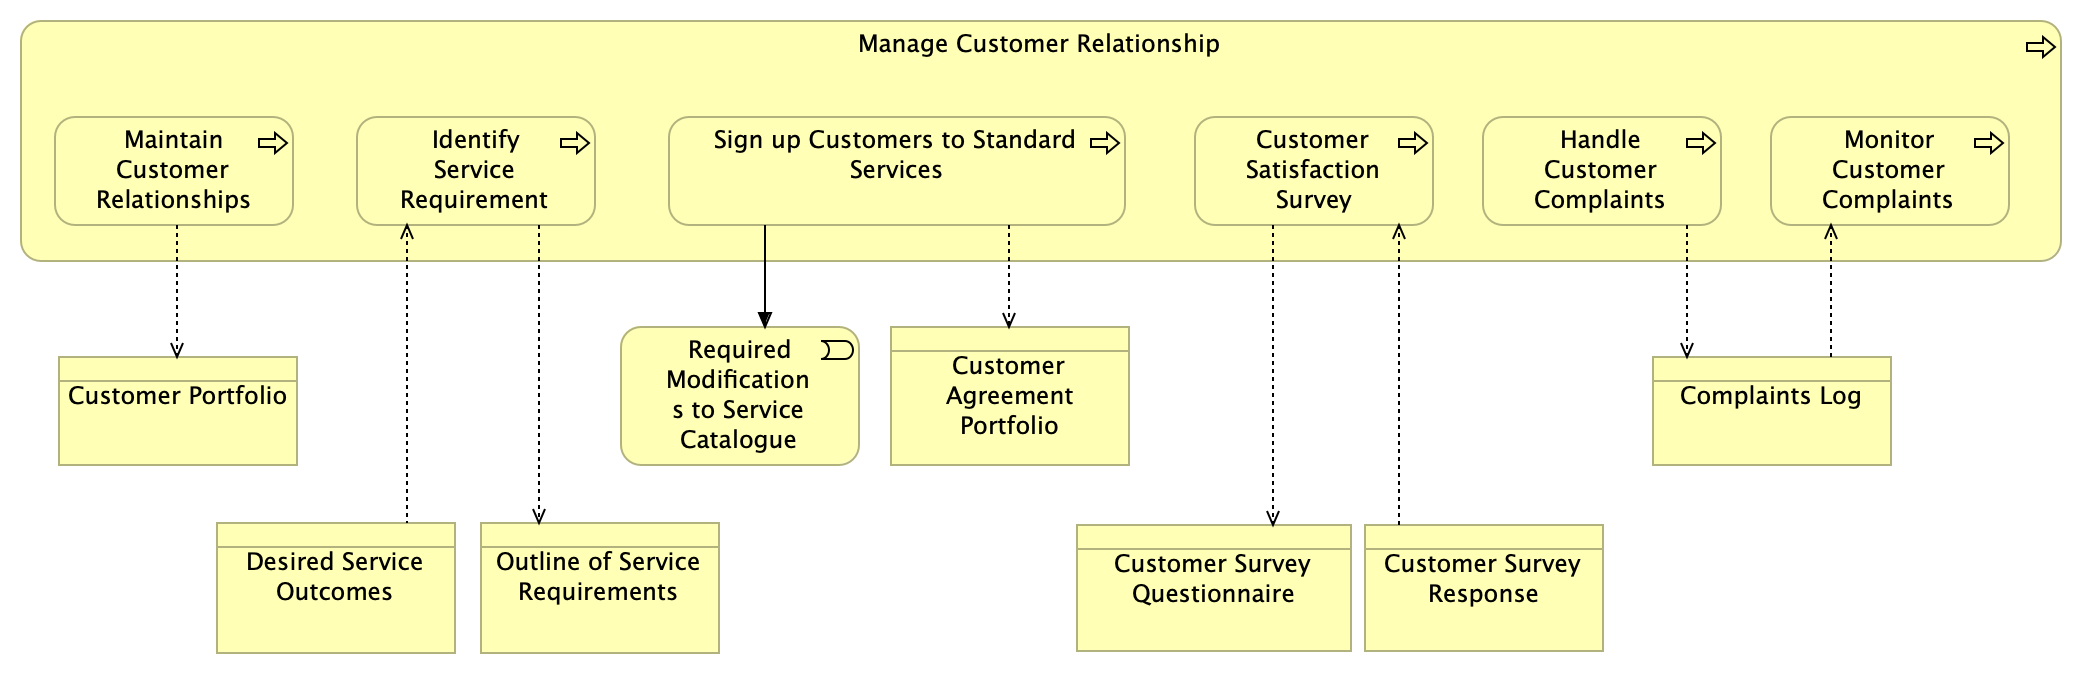 Manage Customer Relationship
Maintain
Customer
Relationships
Identify
Service
Requirement
Sign up Customers to Standard
Services
Customer
Satisfaction
Survey
Handle
Customer
Complaints
Monitor
Customer
Complaints
Customer Portfolio
Required
Modification
s to Service
Catalogue
Customer
Agreement
Portfolio
Complaints Log
Desired Service
Outcomes
Outline of Service
Requirements
Customer Survey
Questionnaire
Customer Survey
Response